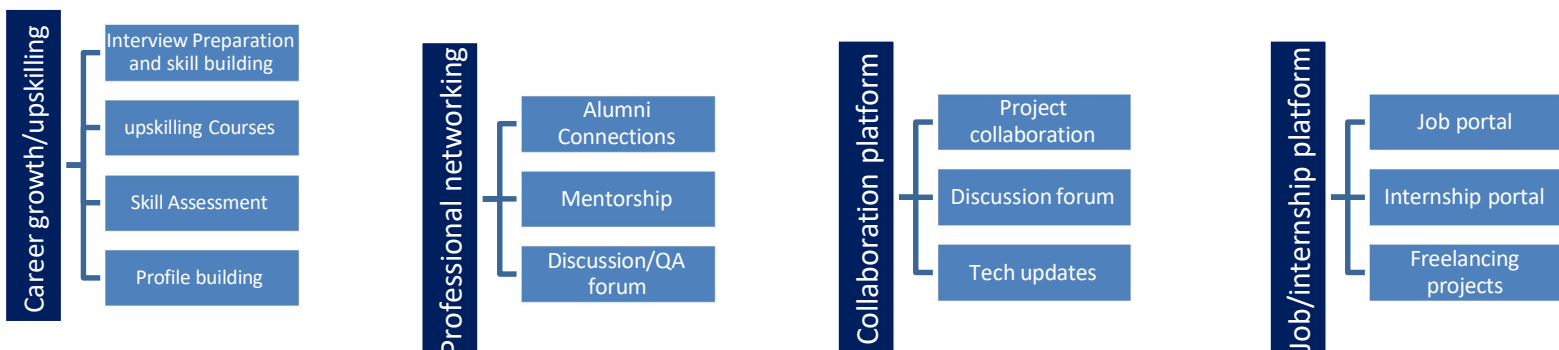 Career growth/upskilling
Interview Preparation
and skill building
upskilling Courses
Skill Assessment
Profile building
Professional networking
Alumni
Connections
Mentorship
Discussion/QA
forum
Collaboration platform
Project
collaboration
Discussion forum
Tech updates
Job/internship platform
Job portal
Internship portal
Freelancing
projects